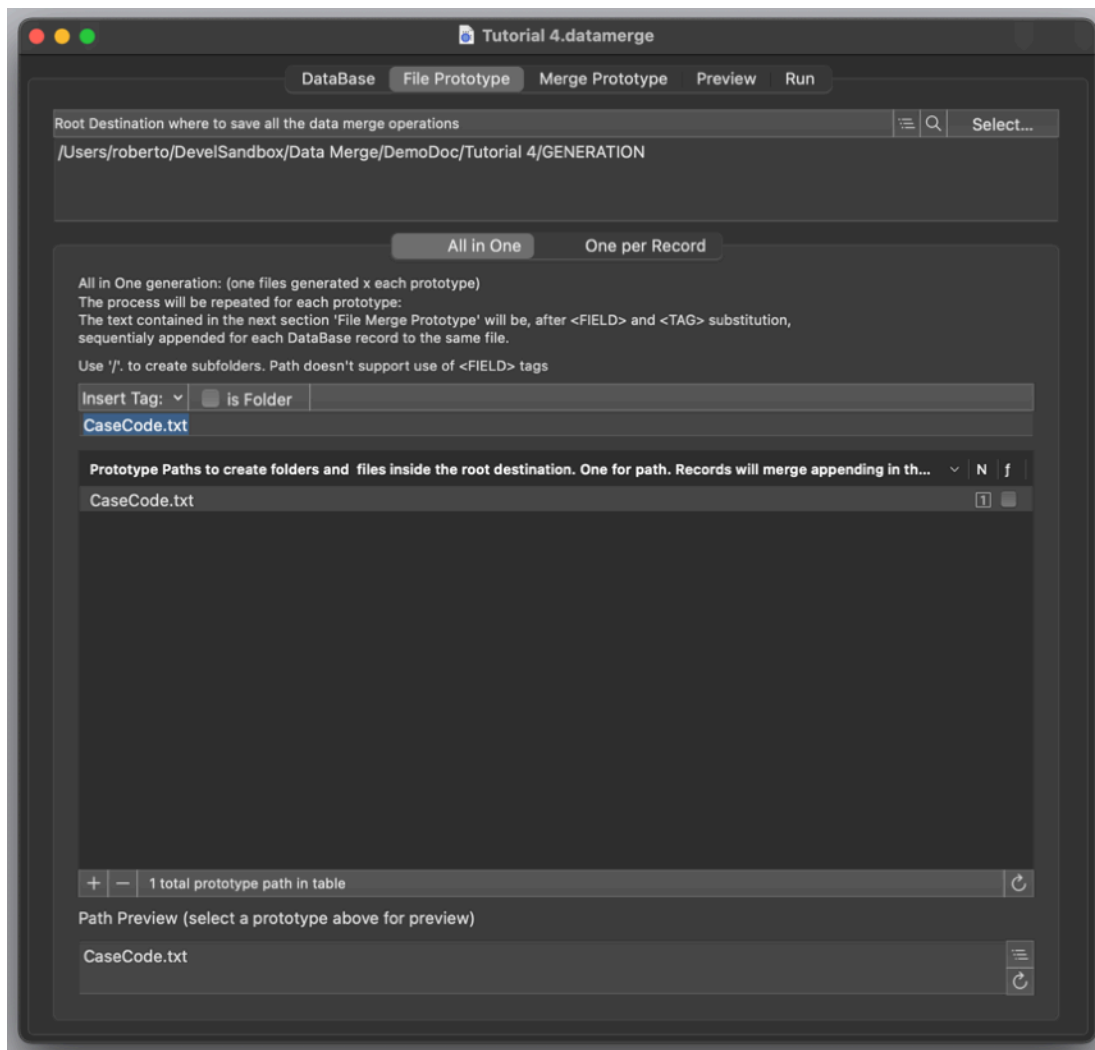 Tutorial 4.datamerge
DataBase File Prototype Merge Prototype Preview Run
Root Destination where to save all the data merge operations Select...
/Users/roberto/DevelSandbox/Data Merge/DemoDoc/Tutorial 4/GENERATION
All in One One per Record
All in One generation: (one files generated x each prototype)
The process will be repeated for each prototype:
The text contained in the next section 'File Merge Prototype' will be, after <FIELD> and <TAG> substitution,
sequentialy appended for each DataBase record to the same file.
Use '/'. to create subfolders. Path doesn't support use of <FIELD> tags
Insert Tag: is Folder
CaseCode.txt
Prototype Paths to create folders and files inside the root destination. One for path. Records will merge appending in th... N f
CaseCode.txt 1
+ − 1 total prototype path in table
Path Preview (select a prototype above for preview)
CaseCode.txt